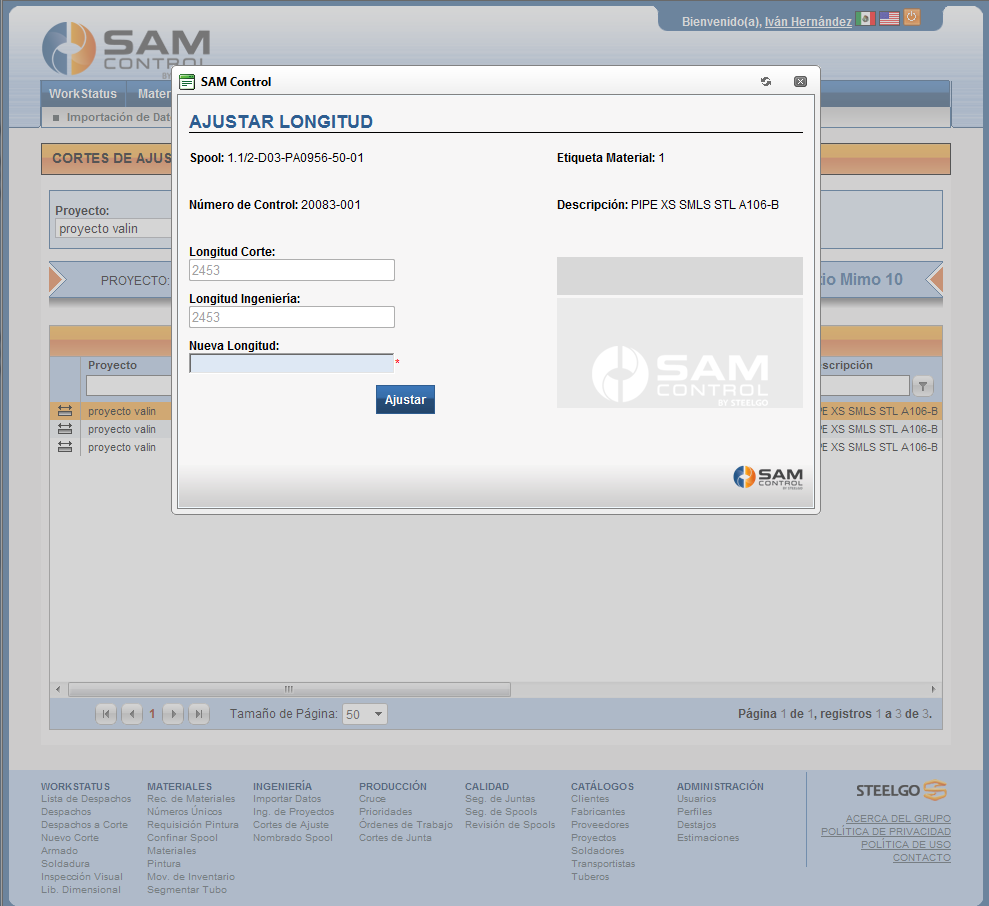 Bienvenido(a), Iván Hernández
SAM
CONTROL
WorkStatus
Importación de Dat
CORTES DE AJUS
Proyecto:
proyecto valin
PROYECTO:
io Mimo 10
SAM Control
AJUSTAR LONGITUD
Spool: 1.1/2-D03-PA0956-50-01
Etiqueta Material: 1
Número de Control: 20083-001
Descripción: PIPE XS SMLS STL A106-B
Longitud Corte:
2453
Longitud Ingeniería:
2453
Nueva Longitud:
*
Ajustar
SAM
CONTROL
BY STEELGO
SAM
CONTROL
BY STEELGO
Proyecto
scripción
proyecto valin
PE XS SMLS STL A106-B
proyecto valin
PE XS SMLS STL A106-B
proyecto valin
PE XS SMLS STL A106-B
1 Tamaño de Página: 50
Página 1 de 1, registros 1 a 3 de 3.
WORKSTATUS
Lista de Despachos
Despachos
Despachos a Corte
Nuevo Corte
Armado
Soldadura
Inspección Visual
Lib. Dimensional
MATERIALES
Rec. de Materiales
Números Únicos
Requisición Pintura
Confinar Spool
Materiales
Pintura
Mov. de Inventario
Segmentar Tubo
INGENIERÍA
Importar Datos
Ing. de Proyectos
Cortes de Ajuste
Nombrado Spool
PRODUCCIÓN
Cruce
Prioridades
Órdenes de Trabajo
Cortes de Junta
CALIDAD
Seg. de Juntas
Seg. de Spools
Revisión de Spools
CATÁLOGOS
Clientes
Fabricantes
Proveedores
Proyectos
Soldadores
Transportistas
Tuberos
ADMINISTRACIÓN
Usuarios
Perfiles
Destajos
Estimaciones
STEELGO
ACERCA DEL GRUPO
POLÍTICA DE PRIVACIDAD
POLÍTICA DE USO
CONTACTO